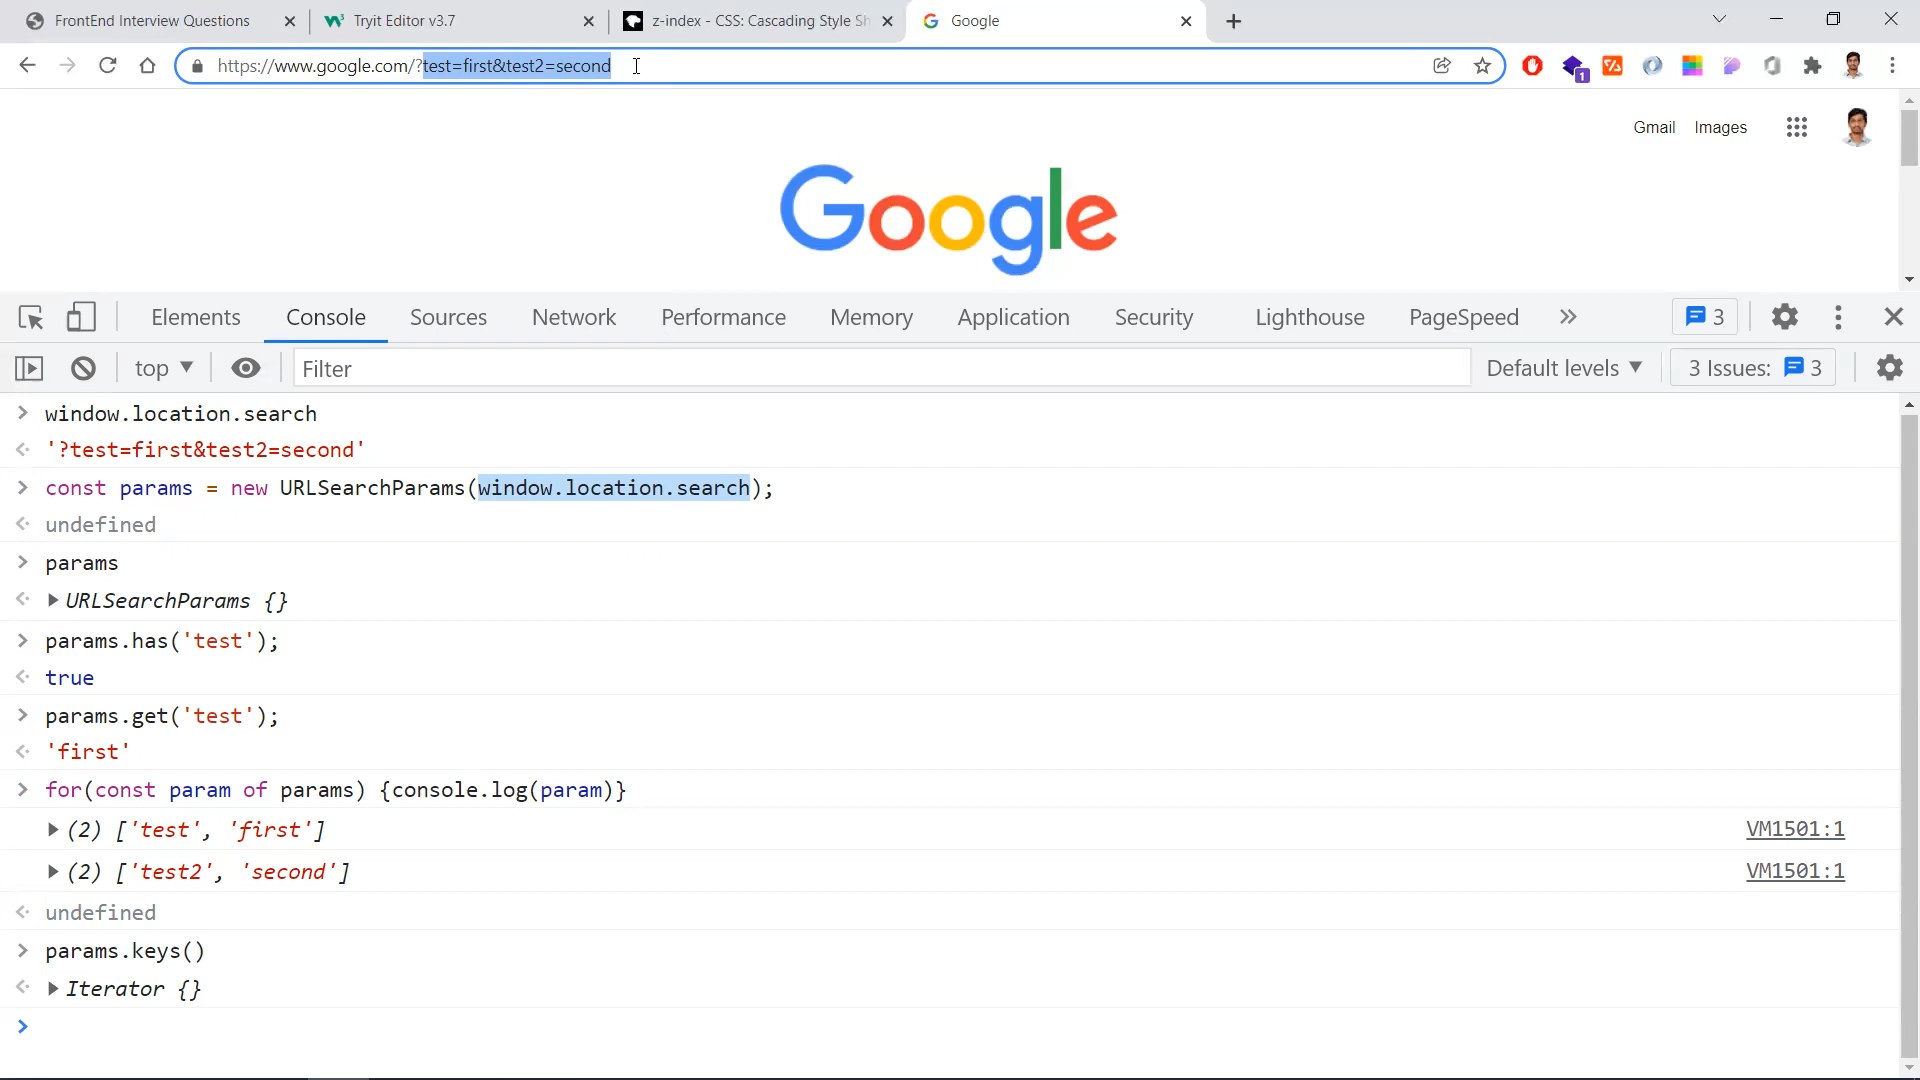 FrontEnd Interview Questions
Tryit Editor v3.7
z-index - CSS: Cascading Style Sh
Google
https://www.google.com/?test=first&test2=second
1
Gmail Images
Google
Elements Console Sources Network Performance Memory Application Security Lighthouse PageSpeed » 3
top Filter Default levels 3 Issues: 3
> window.location.search
'?test=first&test2=second'
> const params = new URLSearchParams(window.location.search);
undefined
> params
URLSearchParams {}
> params.has('test');
true
> params.get('test');
'first'
> for(const param of params) {console.log(param)}
(2) ['test', 'first'] VM1501:1
(2) ['test2', 'second'] VM1501:1
undefined
> params.keys()
Iterator {}
>